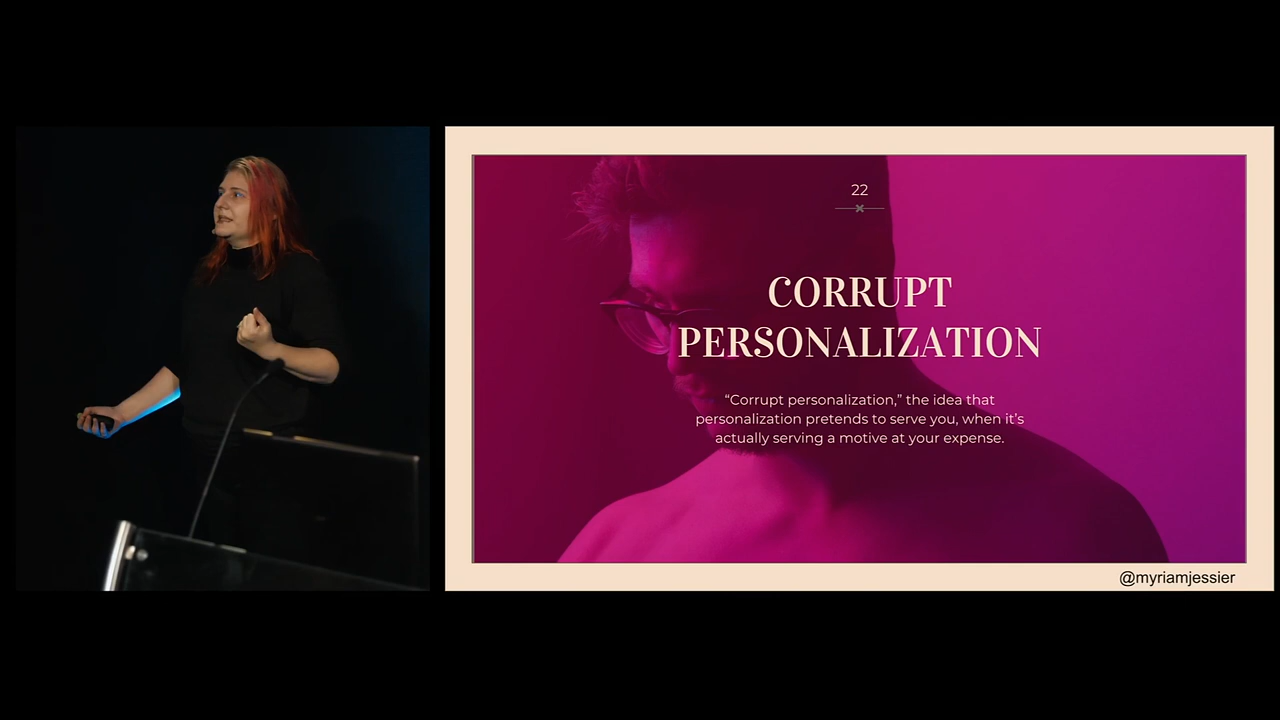 22
CORRUPT
PERSONALIZATION
“Corrupt personalization,” the idea that
personalization pretends to serve you, when it’s
actually serving a motive at your expense.
@myriamjessier